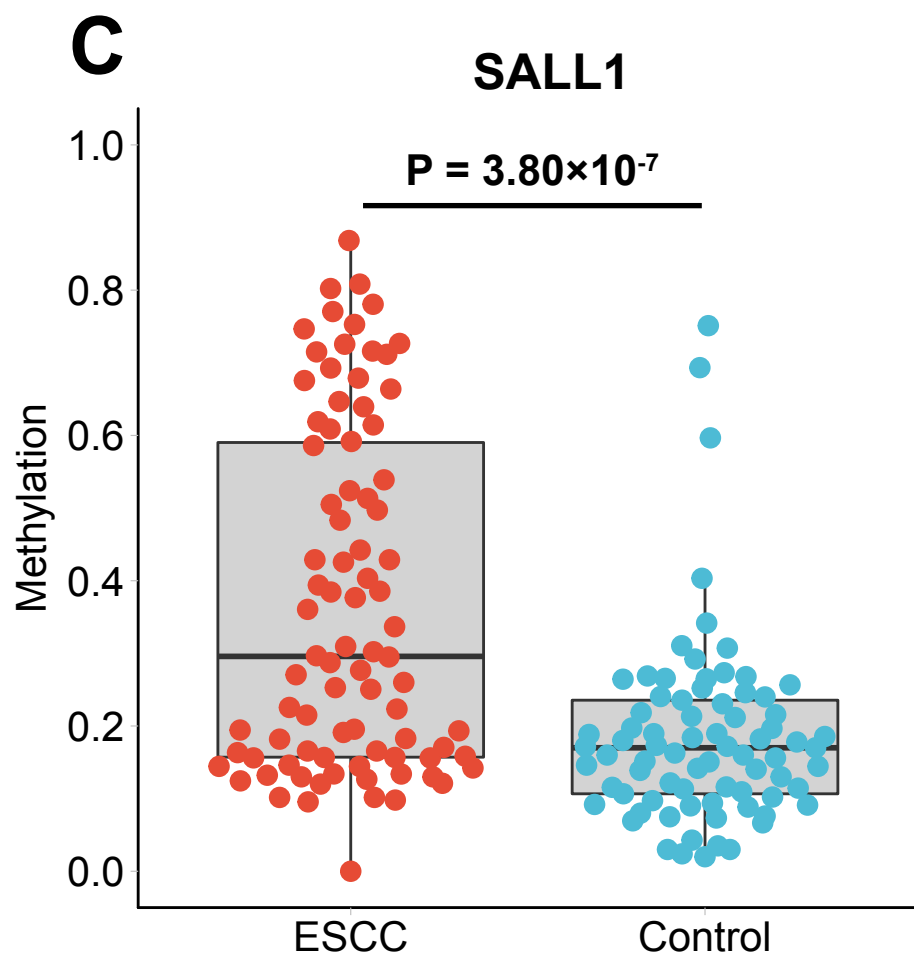 C
SALL1
P = 3.80×10⁻⁷
1.0
0.8
0.6
0.4
0.2
0.0
Methylation
ESCC
Control